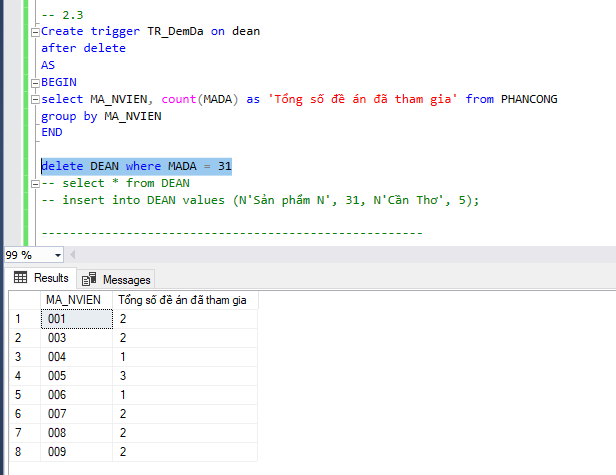 -- 2.3
Create trigger TR_DemDa on dean
after delete
AS
BEGIN
select MA_NVIEN, count(MADA) as 'Tổng số đề án đã tham gia' from PHANCONG
group by MA_NVIEN
END
delete DEAN where MADA = 31
-- select * from DEAN
-- insert into DEAN values (N'Sản phẩm N', 31, N'Cần Thơ', 5);
------------------------------------------------------
99 %
Results Messages
MA_NVIEN Tổng số đề án đã tham gia
1 001 2
2 003 2
3 004 1
4 005 3
5 006 1
6 007 2
7 008 2
8 009 2